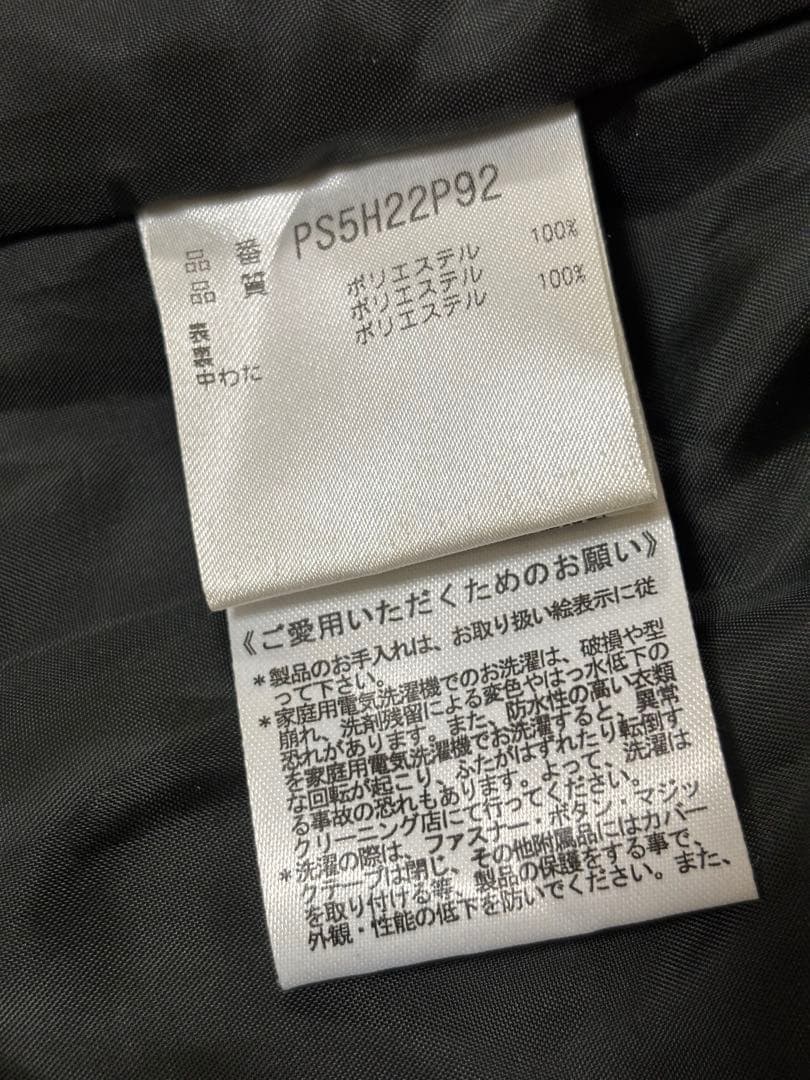 品 番 PS5H22P92
品 質
表 ポリエステル 100%
裏 ポリエステル 100%
中わた ポリエステル
《ご愛用いただくためのお願い》
*製品のお手入れは、お取り扱い絵表示に従
って下さい。
*家庭用電気洗濯機でのお洗濯は、破損や型
崩れ、洗剤残留による変色やはっ水低下の
恐れがあります。また、防水性の高い衣類
を家庭用電気洗濯機でお洗濯すると、異常
な回転が起こり、ふたがはずれたり転倒す
る事故の恐れもあります。よって、洗濯は
クリーニング店にて行ってください。
*洗濯の際は、ファスナー・ボタン・マジッ
クテープは閉じ、その他附属品にはカバー
を取り付ける等、製品の保護をする事で、
外観・性能の低下を防いでください。また、